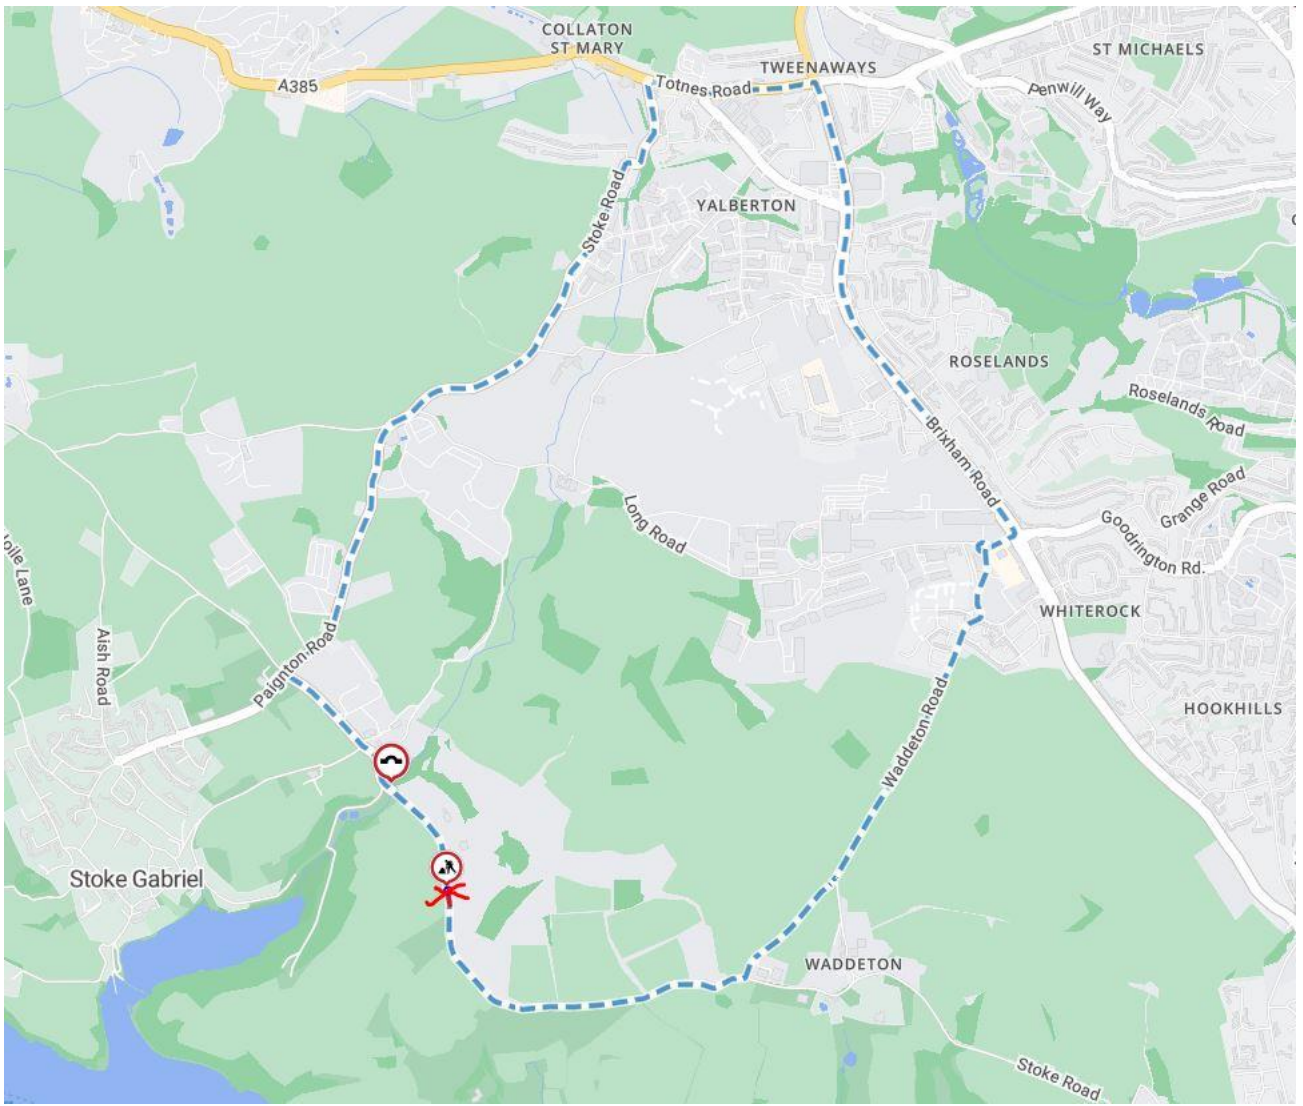 COLLATON
ST MARY
TWEENAWAYS
ST MICHAELS
A385
Totnes Road
Penwill Way
Stoke Road
YALBERTON
ROSELANDS
Roselands Road
Brixham Road
Grange Road
Long Road
Goodrington Rd.
WHITEROCK
Aish Road
Paignton Road
Waddeton Road
HOOKHILLS
Stoke Gabriel
WADDETON
Stoke Road